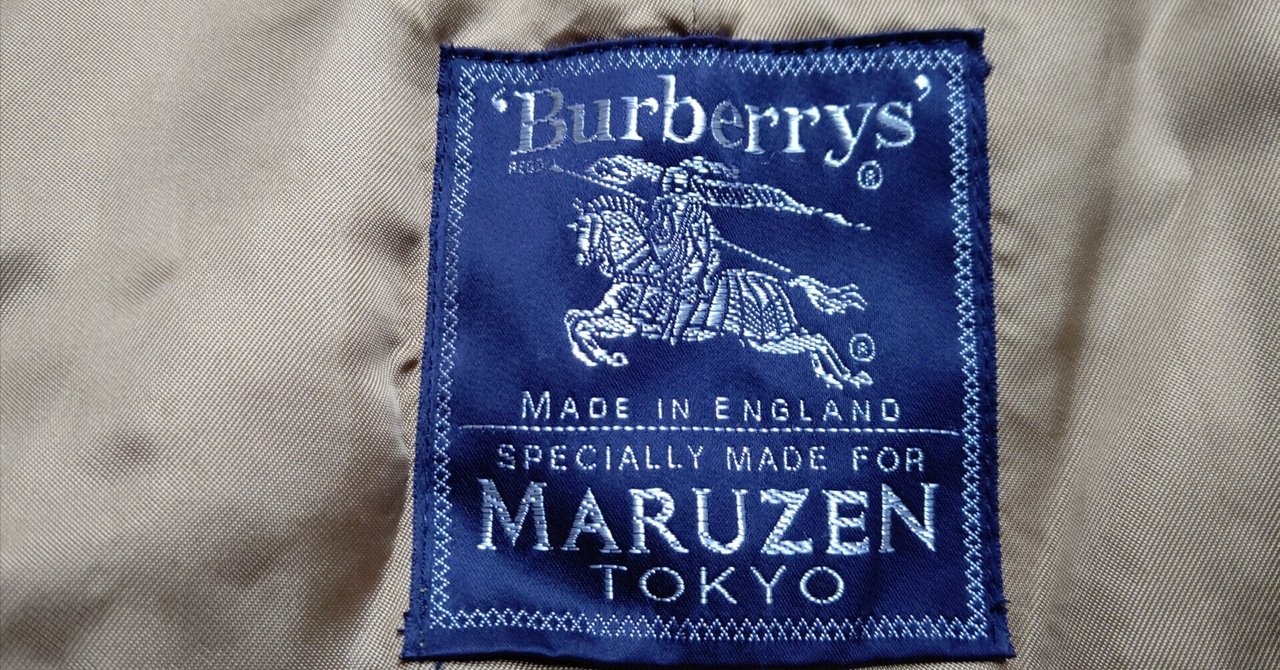 ‘Burberrys’
®
®
MADE IN ENGLAND
SPECIALLY MADE FOR
MARUZEN
TOKYO